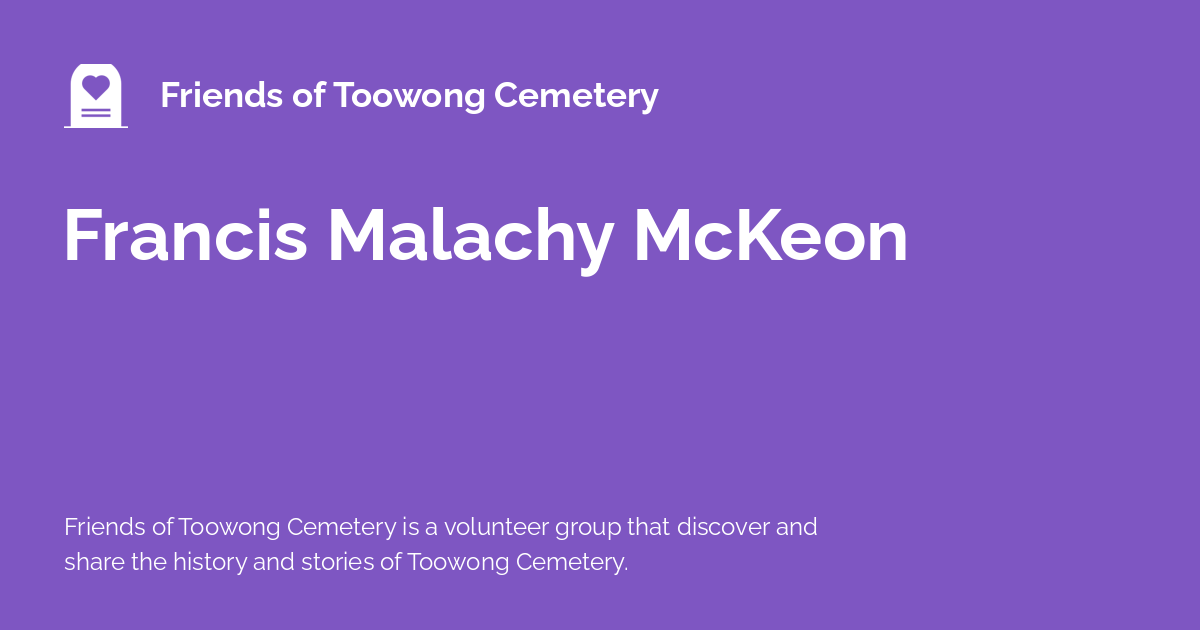 Friends of Toowong Cemetery
Francis Malachy McKeon
Friends of Toowong Cemetery is a volunteer group that discover and
share the history and stories of Toowong Cemetery.